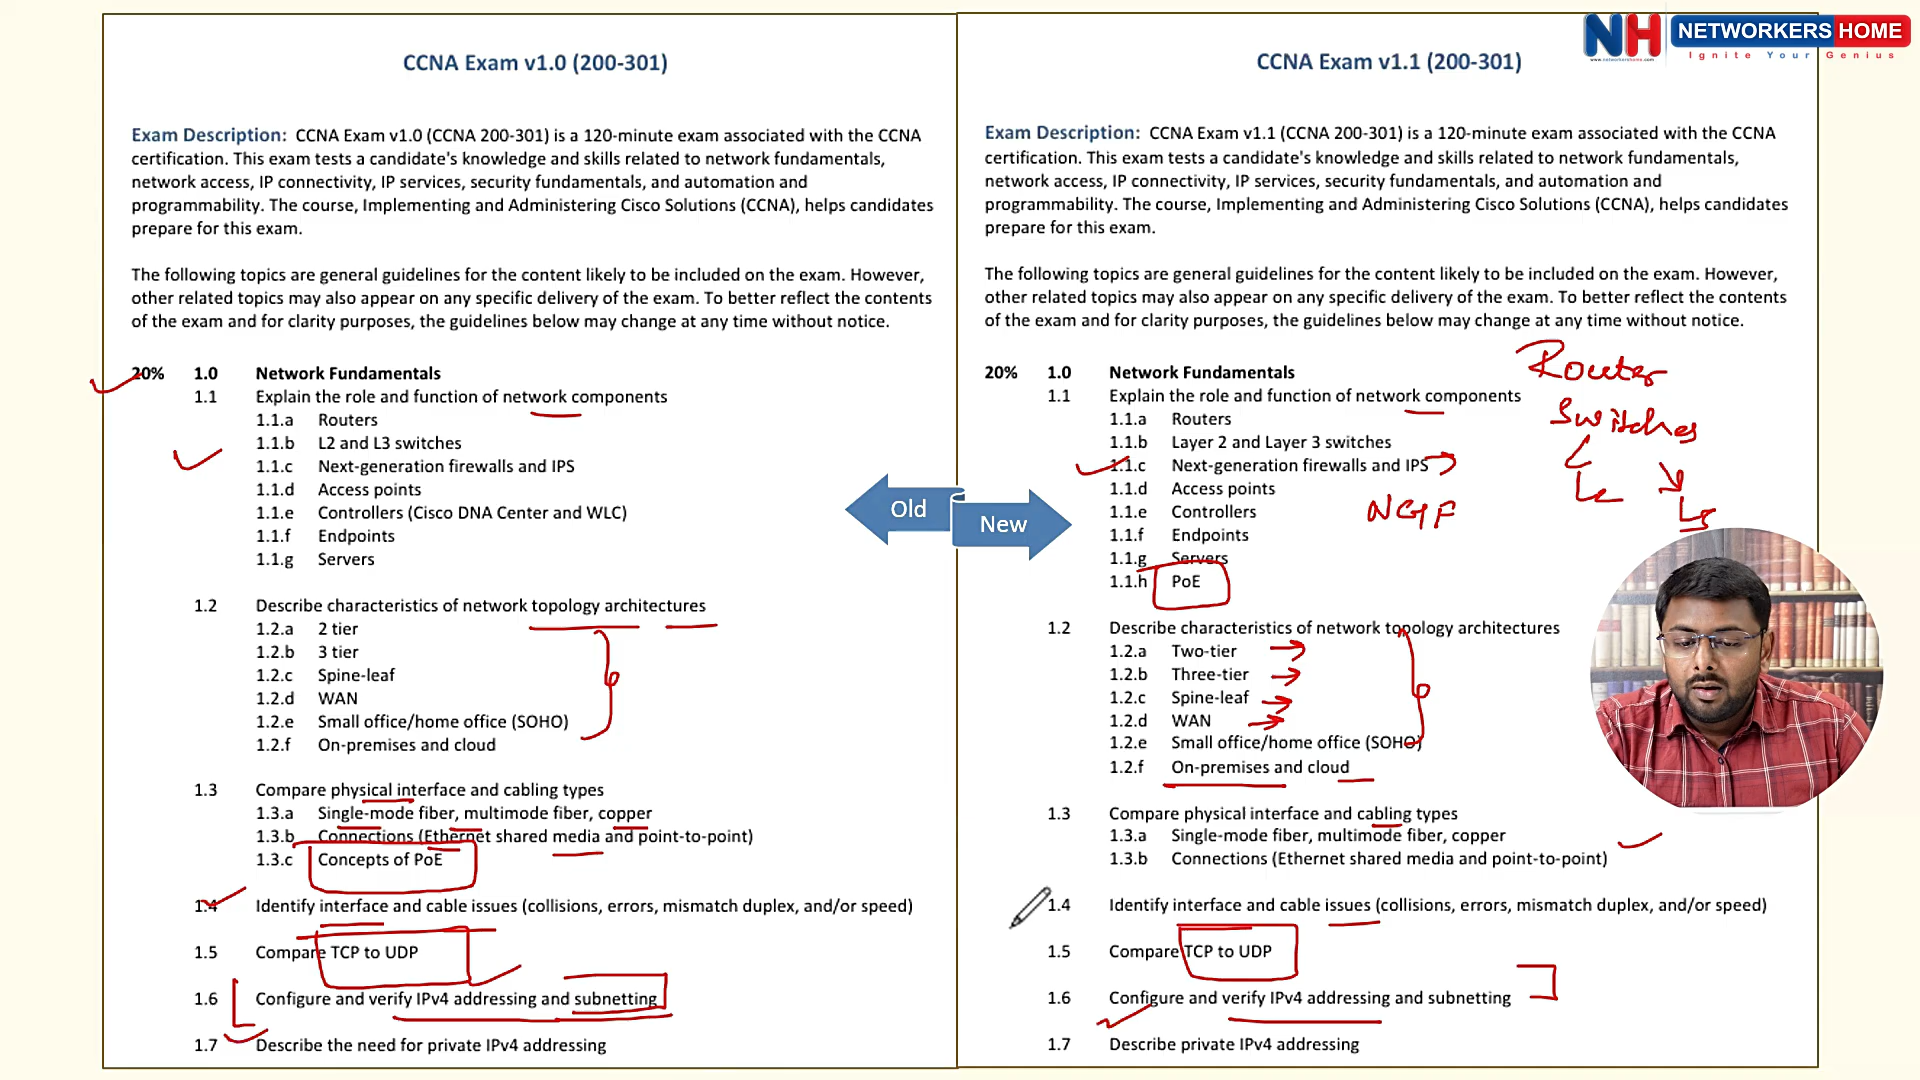 CCNA Exam v1.0 (200-301)
Exam Description: CCNA Exam v1.0 (CCNA 200-301) is a 120-minute exam associated with the CCNA
certification. This exam tests a candidate's knowledge and skills related to network fundamentals,
network access, IP connectivity, IP services, security fundamentals, and automation and
programmability. The course, Implementing and Administering Cisco Solutions (CCNA), helps candidates
prepare for this exam.
The following topics are general guidelines for the content likely to be included on the exam. However,
other related topics may also appear on any specific delivery of the exam. To better reflect the contents
of the exam and for clarity purposes, the guidelines below may change at any time without notice.
20% 1.0 Network Fundamentals
1.1 Explain the role and function of network components
1.1.a Routers
1.1.b L2 and L3 switches
1.1.c Next-generation firewalls and IPS
1.1.d Access points
1.1.e Controllers (Cisco DNA Center and WLC)
1.1.f Endpoints
1.1.g Servers
1.2 Describe characteristics of network topology architectures
1.2.a 2 tier
1.2.b 3 tier
1.2.c Spine-leaf
1.2.d WAN
1.2.e Small office/home office (SOHO)
1.2.f On-premises and cloud
1.3 Compare physical interface and cabling types
1.3.a Single-mode fiber, multimode fiber, copper
1.3.b Connections (Ethernet shared media and point-to-point)
1.3.c Concepts of PoE
1.4 Identify interface and cable issues (collisions, errors, mismatch duplex, and/or speed)
1.5 Compare TCP to UDP
1.6 Configure and verify IPv4 addressing and subnetting
1.7 Describe the need for private IPv4 addressing
Old
New
NH NETWORKERS HOME
www.networkershome.com
Ignite Your Genius
CCNA Exam v1.1 (200-301)
Exam Description: CCNA Exam v1.1 (CCNA 200-301) is a 120-minute exam associated with the CCNA
certification. This exam tests a candidate's knowledge and skills related to network fundamentals,
network access, IP connectivity, IP services, security fundamentals, and automation and
programmability. The course, Implementing and Administering Cisco Solutions (CCNA), helps candidates
prepare for this exam.
The following topics are general guidelines for the content likely to be included on the exam. However,
other related topics may also appear on any specific delivery of the exam. To better reflect the contents
of the exam and for clarity purposes, the guidelines below may change at any time without notice.
20% 1.0 Network Fundamentals
1.1 Explain the role and function of network components
1.1.a Routers
1.1.b Layer 2 and Layer 3 switches
1.1.c Next-generation firewalls and IPS
1.1.d Access points
1.1.e Controllers
1.1.f Endpoints
1.1.g Servers
1.1.h PoE
1.2 Describe characteristics of network topology architectures
1.2.a Two-tier
1.2.b Three-tier
1.2.c Spine-leaf
1.2.d WAN
1.2.e Small office/home office (SOHO)
1.2.f On-premises and cloud
1.3 Compare physical interface and cabling types
1.3.a Single-mode fiber, multimode fiber, copper
1.3.b Connections (Ethernet shared media and point-to-point)
1.4 Identify interface and cable issues (collisions, errors, mismatch duplex, and/or speed)
1.5 Compare TCP to UDP
1.6 Configure and verify IPv4 addressing and subnetting
1.7 Describe private IPv4 addressing
Router
Switches
NGF